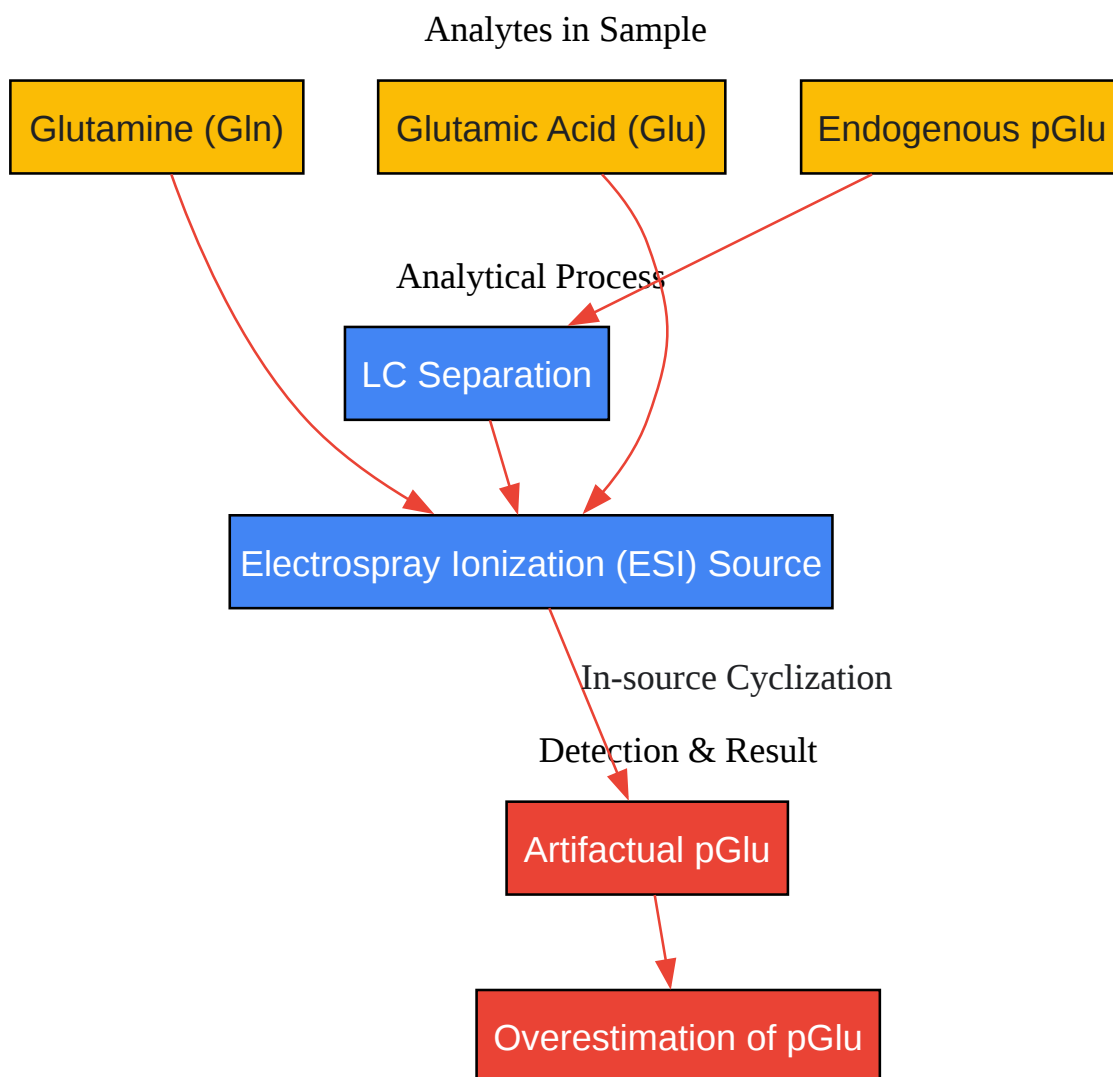 Analytes in Sample
Glutamine (Gln)
Glutamic Acid (Glu)
Endogenous pGlu
Analytical Process
LC Separation
Electrospray Ionization (ESI) Source
In-source Cyclization
Detection & Result
Artifactual pGlu
Overestimation of pGlu